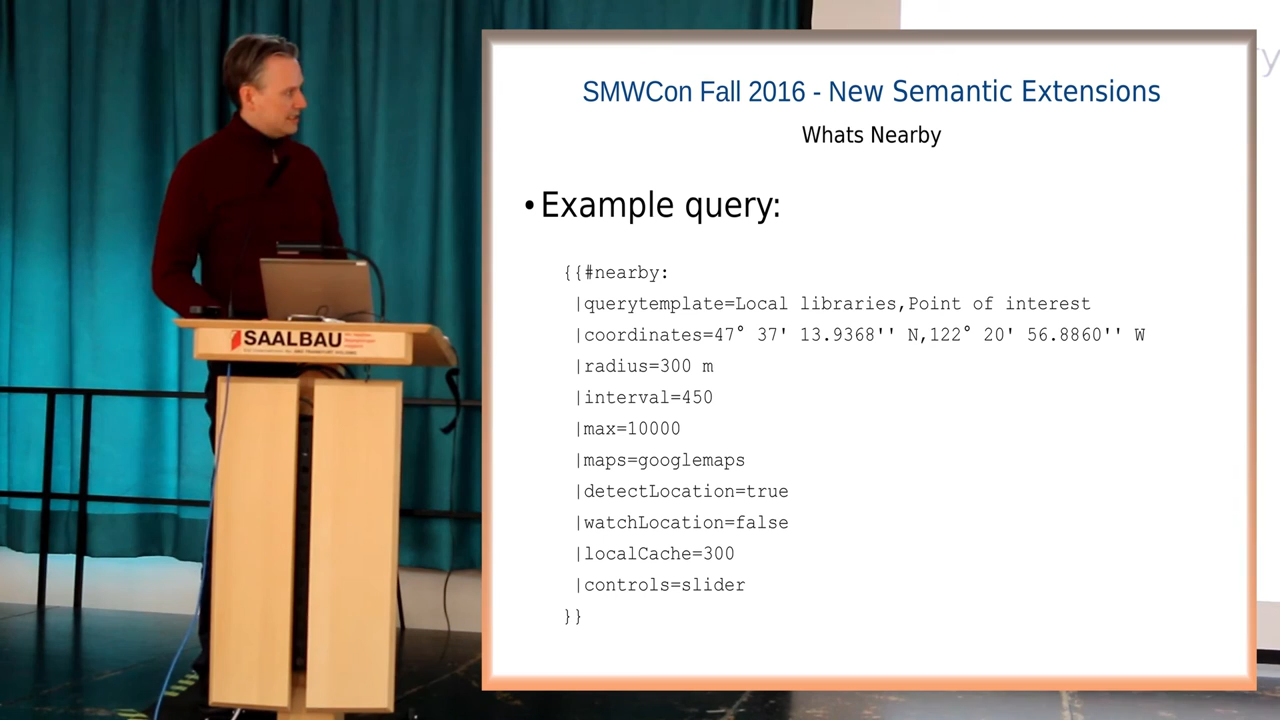 SMWCon Fall 2016 - New Semantic Extensions
Whats Nearby
•Example query:
{{#nearby:
|querytemplate=Local libraries,Point of interest
|coordinates=47° 37' 13.9368'' N,122° 20' 56.8860'' W
|radius=300 m
|interval=450
|max=10000
|maps=googlemaps
|detectLocation=true
|watchLocation=false
|localCache=300
|controls=slider
}}
SAALBAU